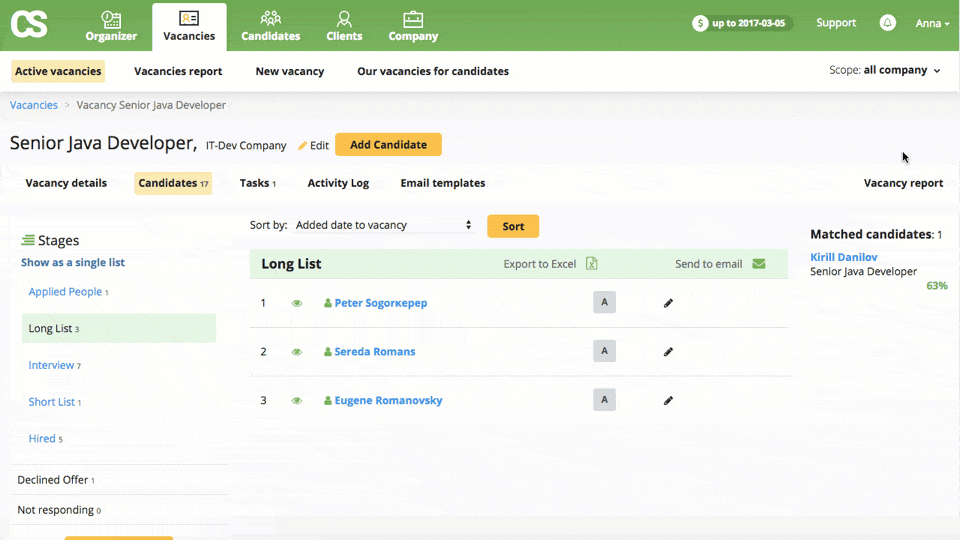 CS
Organizer
Vacancies
Candidates
Clients
Company
$ up to 2017-03-05
Support
Anna
Active vacancies
Vacancies report
New vacancy
Our vacancies for candidates
Scope: all company
Vacancies > Vacancy Senior Java Developer
Senior Java Developer, IT-Dev Company Edit Add Candidate
Vacancy details
Candidates 17
Tasks 1
Activity Log
Email templates
Vacancy report
Stages
Show as a single list
Applied People 1
Long List 3
Interview 7
Short List 1
Hired 5
Declined Offer 1
Not responding 0
Sort by: Added date to vacancy Sort
Long List Export to Excel Send to email
1 Peter Sogorкерер A
2 Sereda Romans A
3 Eugene Romanovsky A
Matched candidates: 1
Kirill Danilov
Senior Java Developer
63%